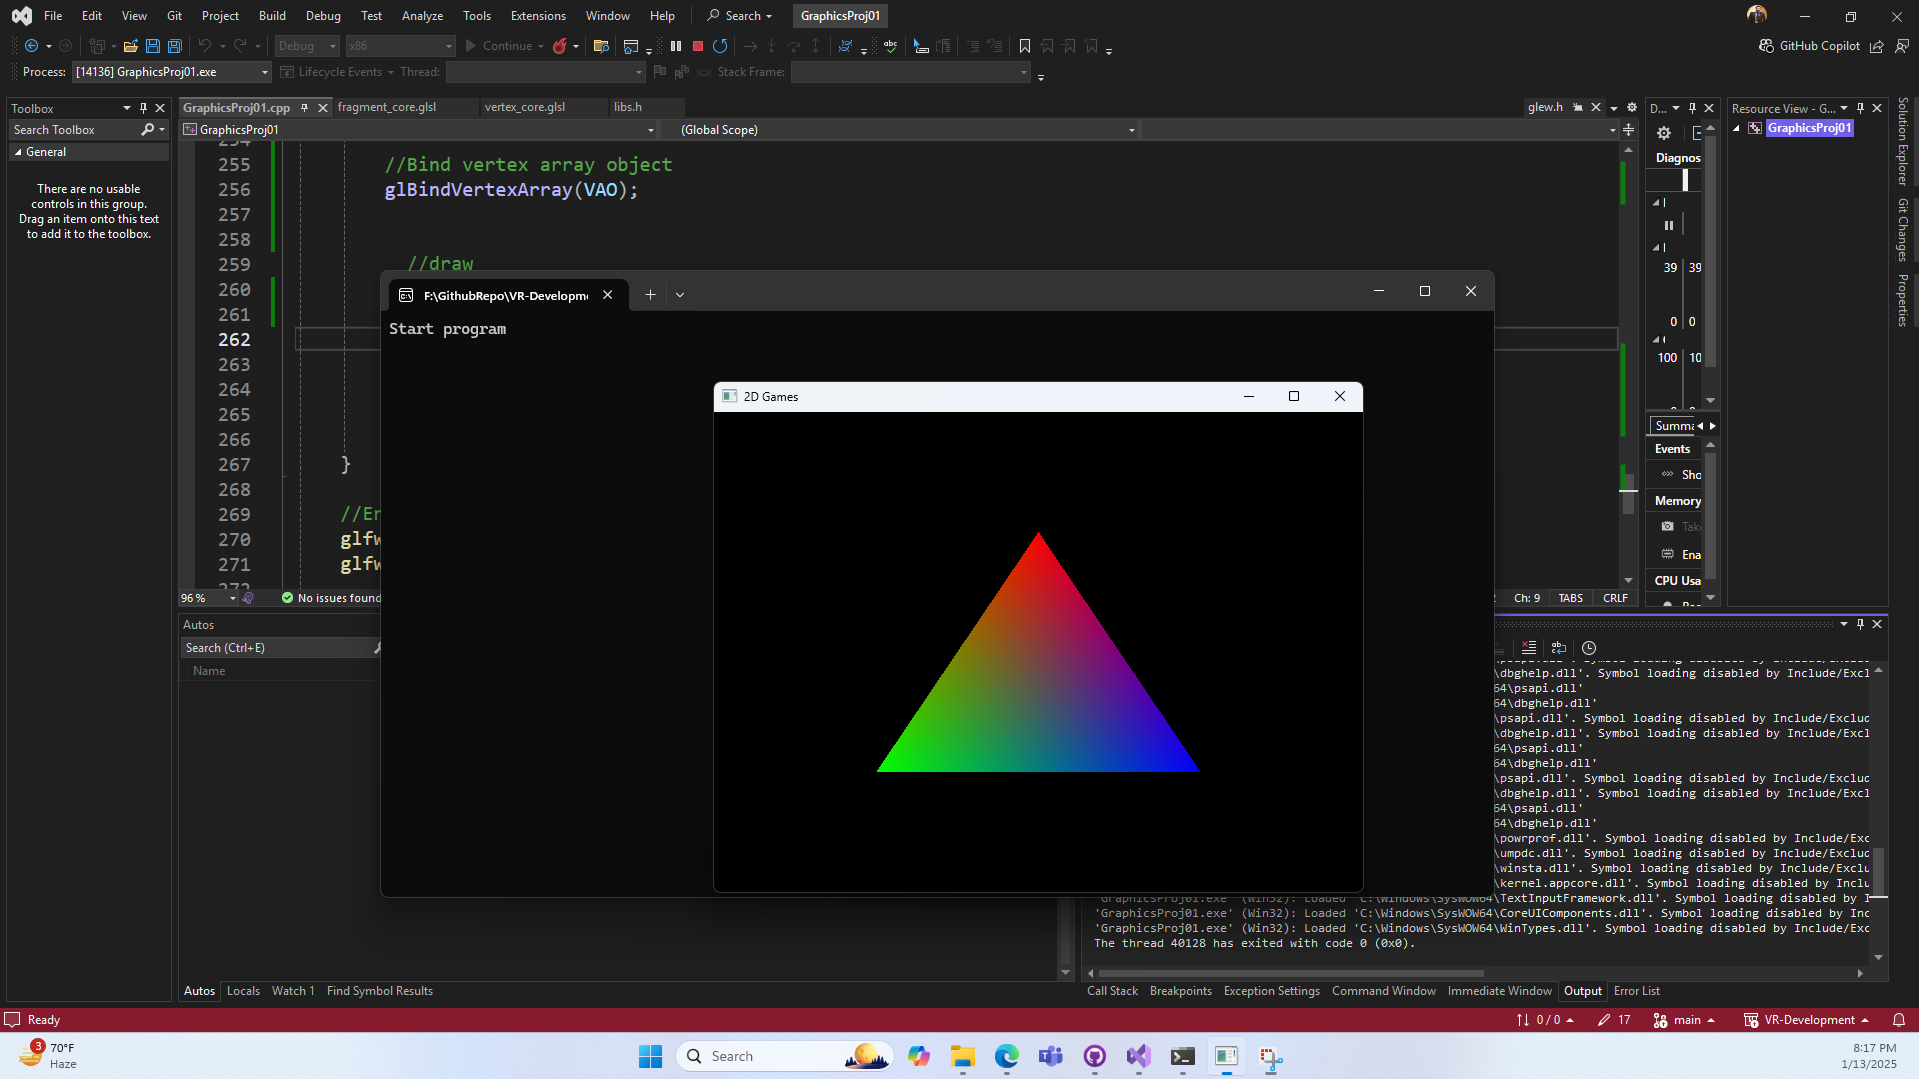 File Edit View Git Project Build Debug Test Analyze Tools Extensions Window Help Search GraphicsProj01
Debug x86 Continue GitHub Copilot
Process: [14136] GraphicsProj01.exe Lifecycle Events Thread: Stack Frame:
Toolbox
Search Toolbox
General
There are no usable
controls in this group.
Drag an item onto this text
to add it to the toolbox.
GraphicsProj01.cpp fragment_core.glsl vertex_core.glsl libs.h glew.h
GraphicsProj01 (Global Scope)
254
255 //Bind vertex array object
256 glBindVertexArray(VAO);
257
258
259 //draw
260
261
262
263
264
265
266
267 }
268
269 //En
270 glfw
271 glfw
272
96 % No issues found
Ch: 9 TABS CRLF
F:\GithubRepo\VR-Developm
Start program
2D Games
D...
Diagnos
39 39
0 0
100 10
Summa
Events
Sho
Memory
Take
Ena
CPU Usa
Resource View - G...
GraphicsProj01
Solution Explorer
Git Changes
Properties
Autos
Search (Ctrl+E)
Name
\dbghelp.dll'. Symbol loading disabled by Include/Excl
64\psapi.dll'
64\dbghelp.dll'
\psapi.dll'. Symbol loading disabled by Include/Exclud
\dbghelp.dll'. Symbol loading disabled by Include/Excl
64\psapi.dll'
64\dbghelp.dll'
\psapi.dll'. Symbol loading disabled by Include/Exclud
\dbghelp.dll'. Symbol loading disabled by Include/Excl
64\psapi.dll'
64\dbghelp.dll'
\powrprof.dll'. Symbol loading disabled by Include/Exc
\umpdc.dll'. Symbol loading disabled by Include/Exclud
\winsta.dll'. Symbol loading disabled by Include/Exclu
\kernel.appcore.dll'. Symbol loading disabled by Inclu
'GraphicsProj01.exe' (Win32): Loaded 'C:\Windows\SysWOW64\TextInputFramework.dll'. Symbol loading disabled by I
'GraphicsProj01.exe' (Win32): Loaded 'C:\Windows\SysWOW64\CoreUIComponents.dll'. Symbol loading disabled by Inc
'GraphicsProj01.exe' (Win32): Loaded 'C:\Windows\SysWOW64\WinTypes.dll'. Symbol loading disabled by Include/Exc
The thread 40128 has exited with code 0 (0x0).
Autos Locals Watch 1 Find Symbol Results
Call Stack Breakpoints Exception Settings Command Window Immediate Window Output Error List
Ready 0 / 0 17 main VR-Development
3
70°F
Haze
Search
8:17 PM
1/13/2025